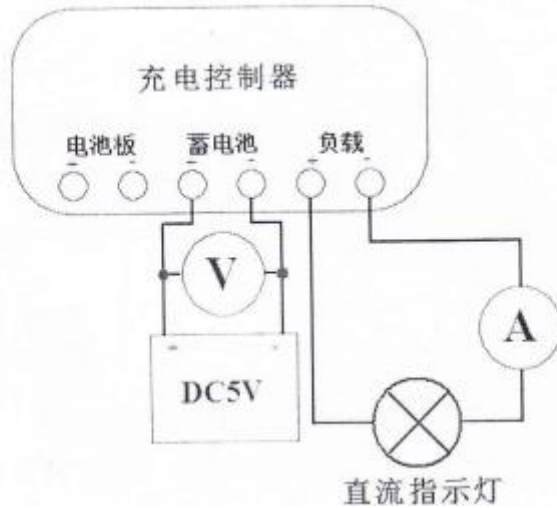 充电控制器
电池板 蓄电池 负载
+ - + - + -
V
A
+ -
DC5V
直流指示灯